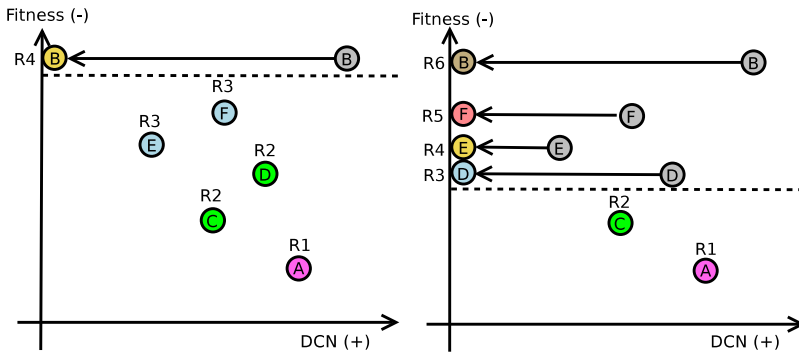 Fitness (-)
R4 B B
R3
F
R3
E
R2
D
R2
C
R1
A
DCN (+)
Fitness (-)
R6 B B
R5 F F
R4 E E
R3 D D
R2
C
R1
A
DCN (+)